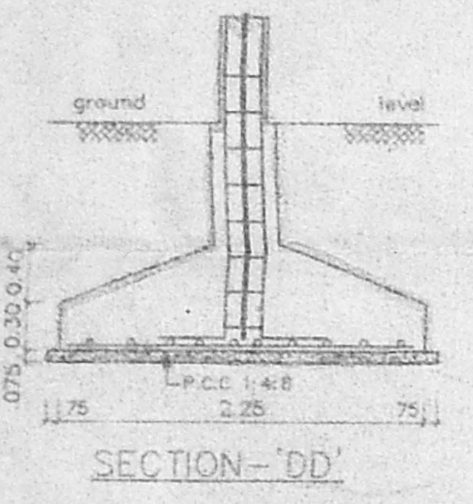 ground level
0.40
0.30
.075
P.C.C 1:4:8
75 2.25 75
SECTION-'DD'